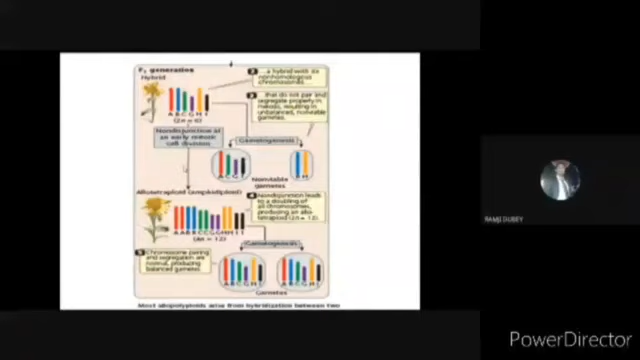 F₁ generation
Hybrid
…a hybrid with six
nonhomologous
chromosomes…
A B C G H I
(2n = 6)
…that do not pair and
segregate properly in
meiosis, resulting in
unbalanced, nonviable
gametes.
Nondisjunction at
an early mitotic
cell division
Gametogenesis
A C G I
B H
Nonviable
gametes
Allotetraploid (amphidiploid)
Nondisjunction leads
to a doubling of
all chromosomes,
producing an allo-
tetraploid (2n = 12).
AABBCCGGHHII
(4n = 12)
Gametogenesis
Chromosome pairing
and segregation are
normal, producing
balanced gametes.
A B C G H I
A B C G H I
Gametes
Most allopolyploids arise from hybridization between two
RAMJI DUBEY
PowerDirector